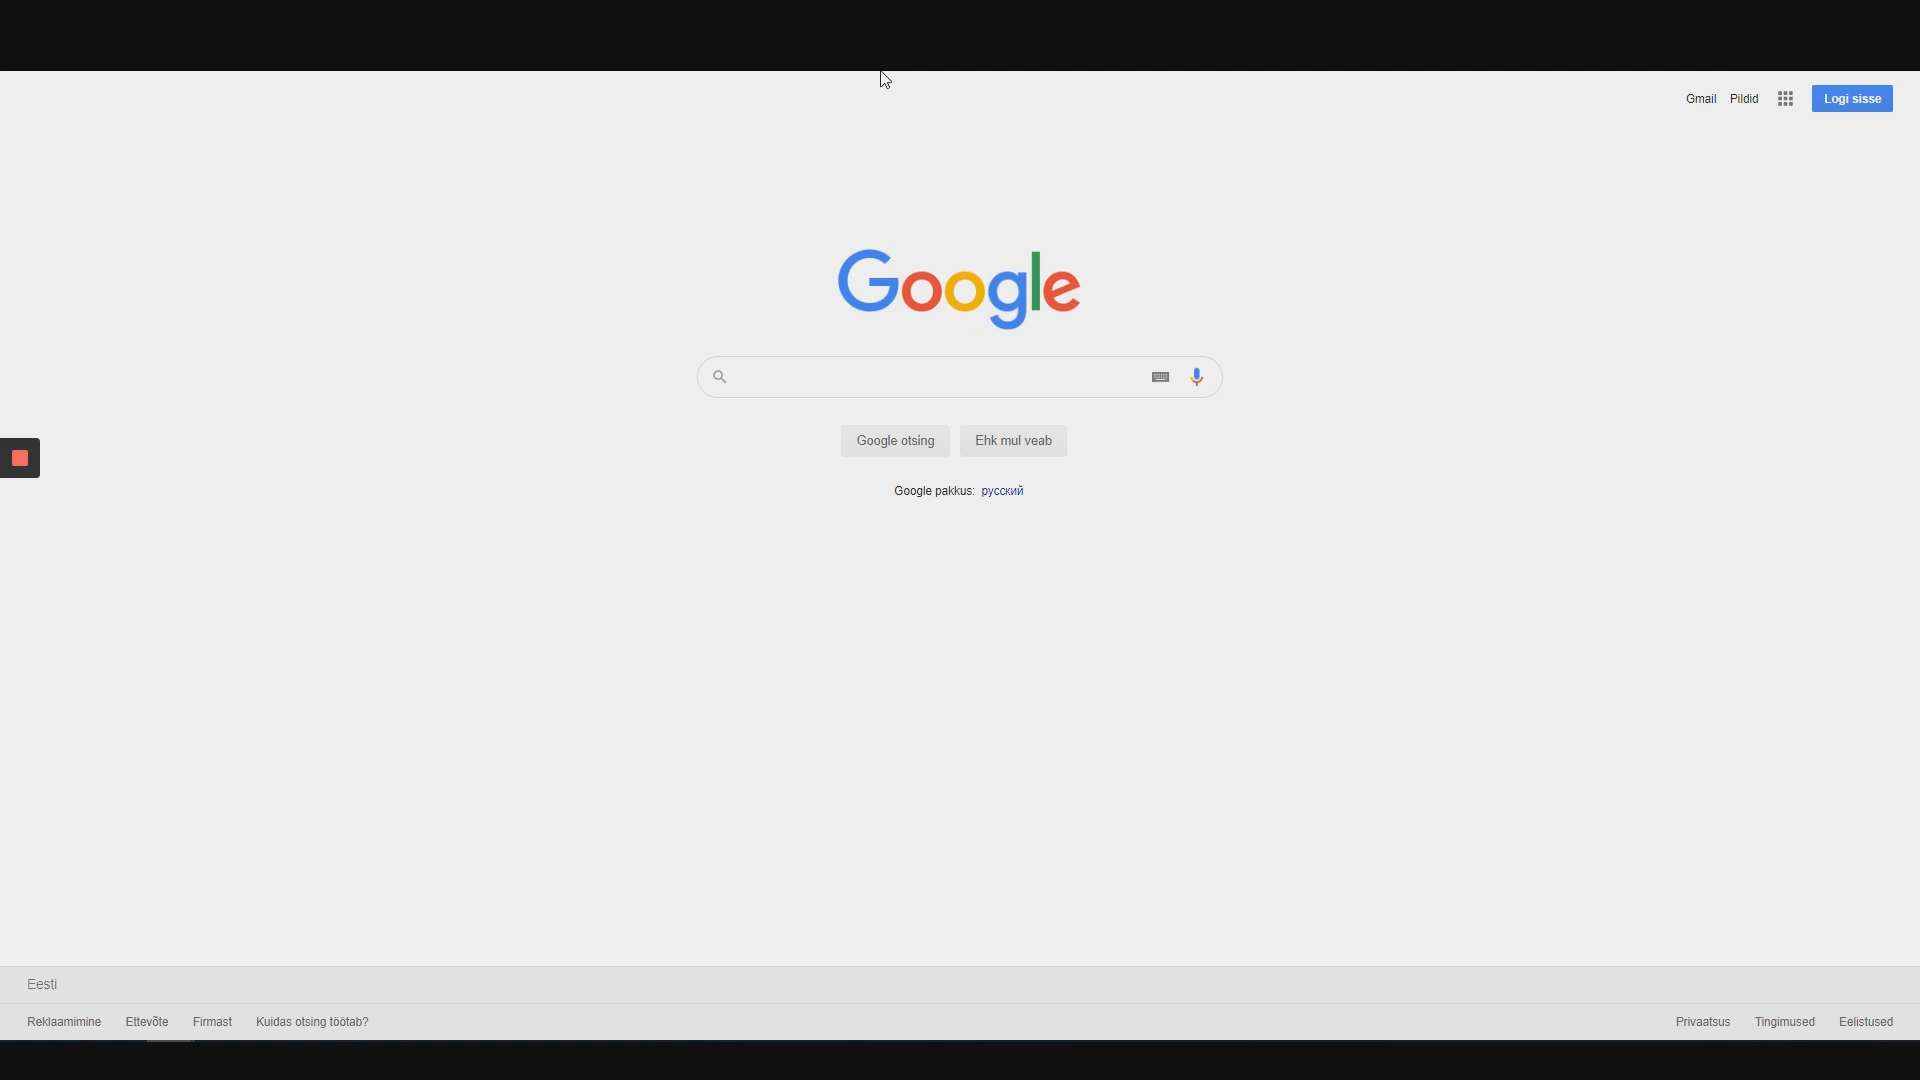 Gmail Pildid Logi sisse
Google
Google otsing Ehk mul veab
Google pakkus: русский
Eesti
Reklaamimine Ettevõte Firmast Kuidas otsing töötab? Privaatsus Tingimused Eelistused